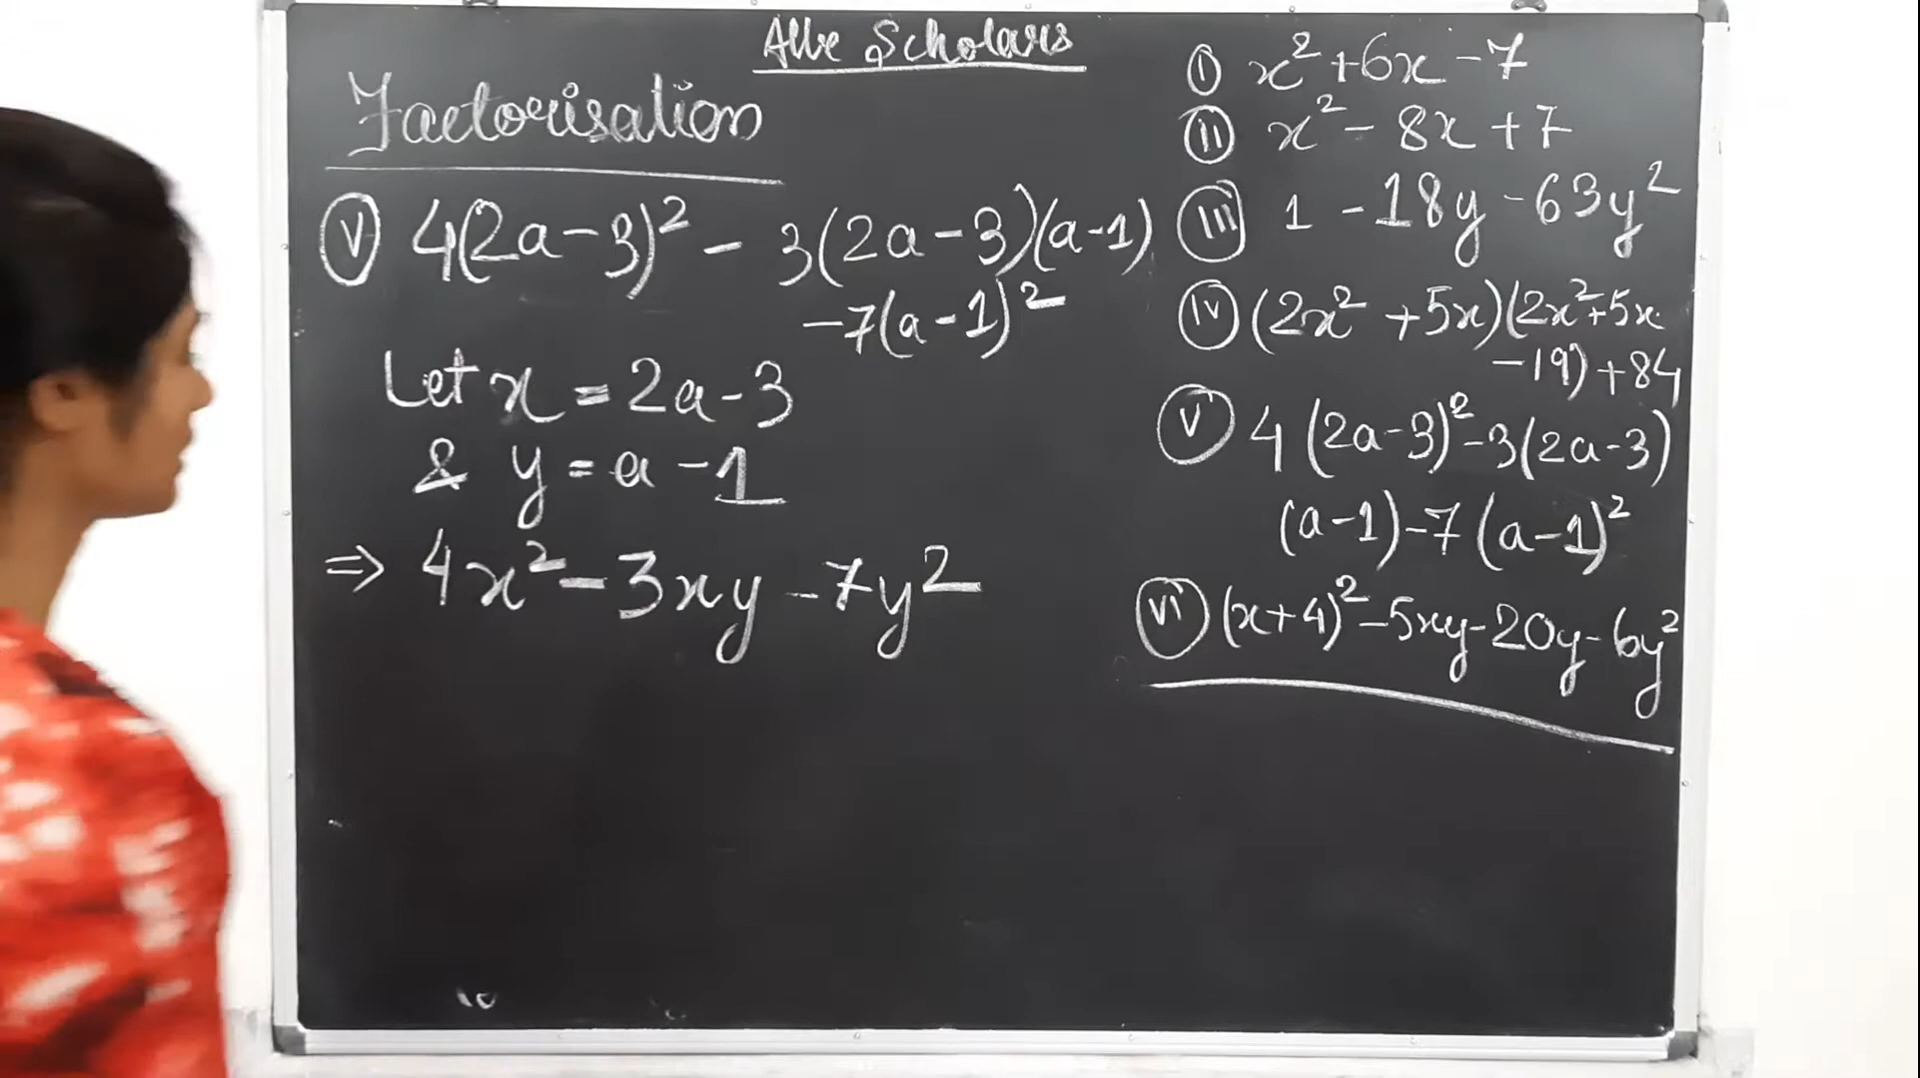 Albe Scholars
Factorisation
(v) 4(2a-3)² - 3(2a-3)(a-1)
-7(a-1)²
Let x = 2a-3
& y = a-1
⇒ 4x² - 3xy - 7y²
(i) x² + 6x - 7
(ii) x² - 8x + 7
(iii) 1 - 18y - 63y²
(iv) (2x² + 5x)(2x² + 5x
-19) + 84
(v) 4(2a-3)² - 3(2a-3)
(a-1) - 7(a-1)²
(vi) (x+4)² - 5xy - 20y - 6y²